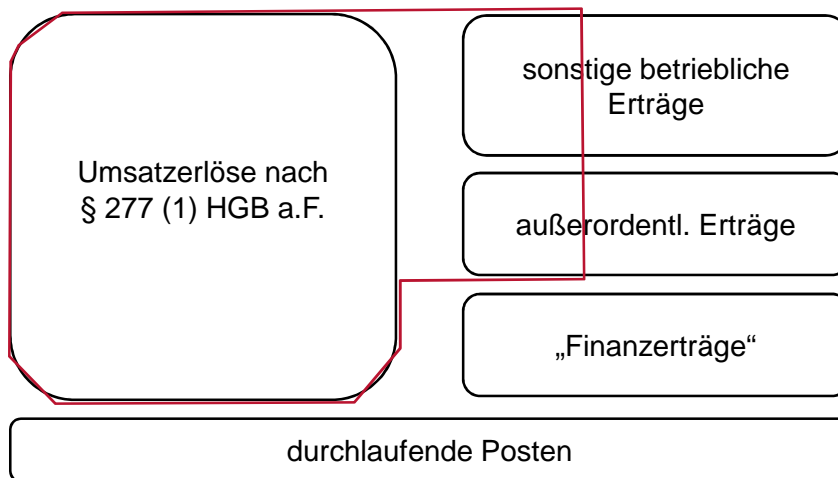 Umsatzerlöse nach
§ 277 (1) HGB a.F.
sonstige betriebliche
Erträge
außerordentl. Erträge
„Finanzerträge“
durchlaufende Posten